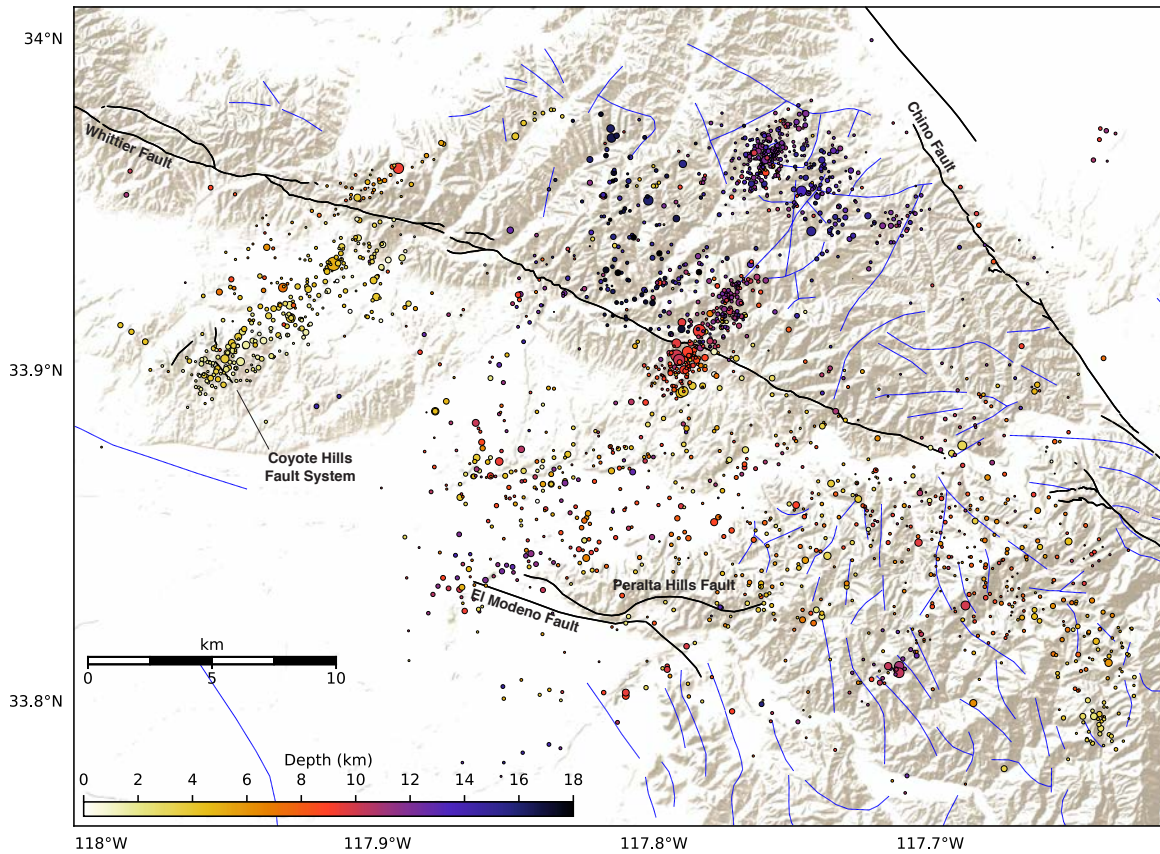 34°N
Whittier Fault
Chino Fault
33.9°N
Coyote Hills
Fault System
Peralta Hills Fault
El Modeno Fault
km
0 5 10
33.8°N
Depth (km)
0 2 4 6 8 10 12 14 16 18
118°W 117.9°W 117.8°W 117.7°W